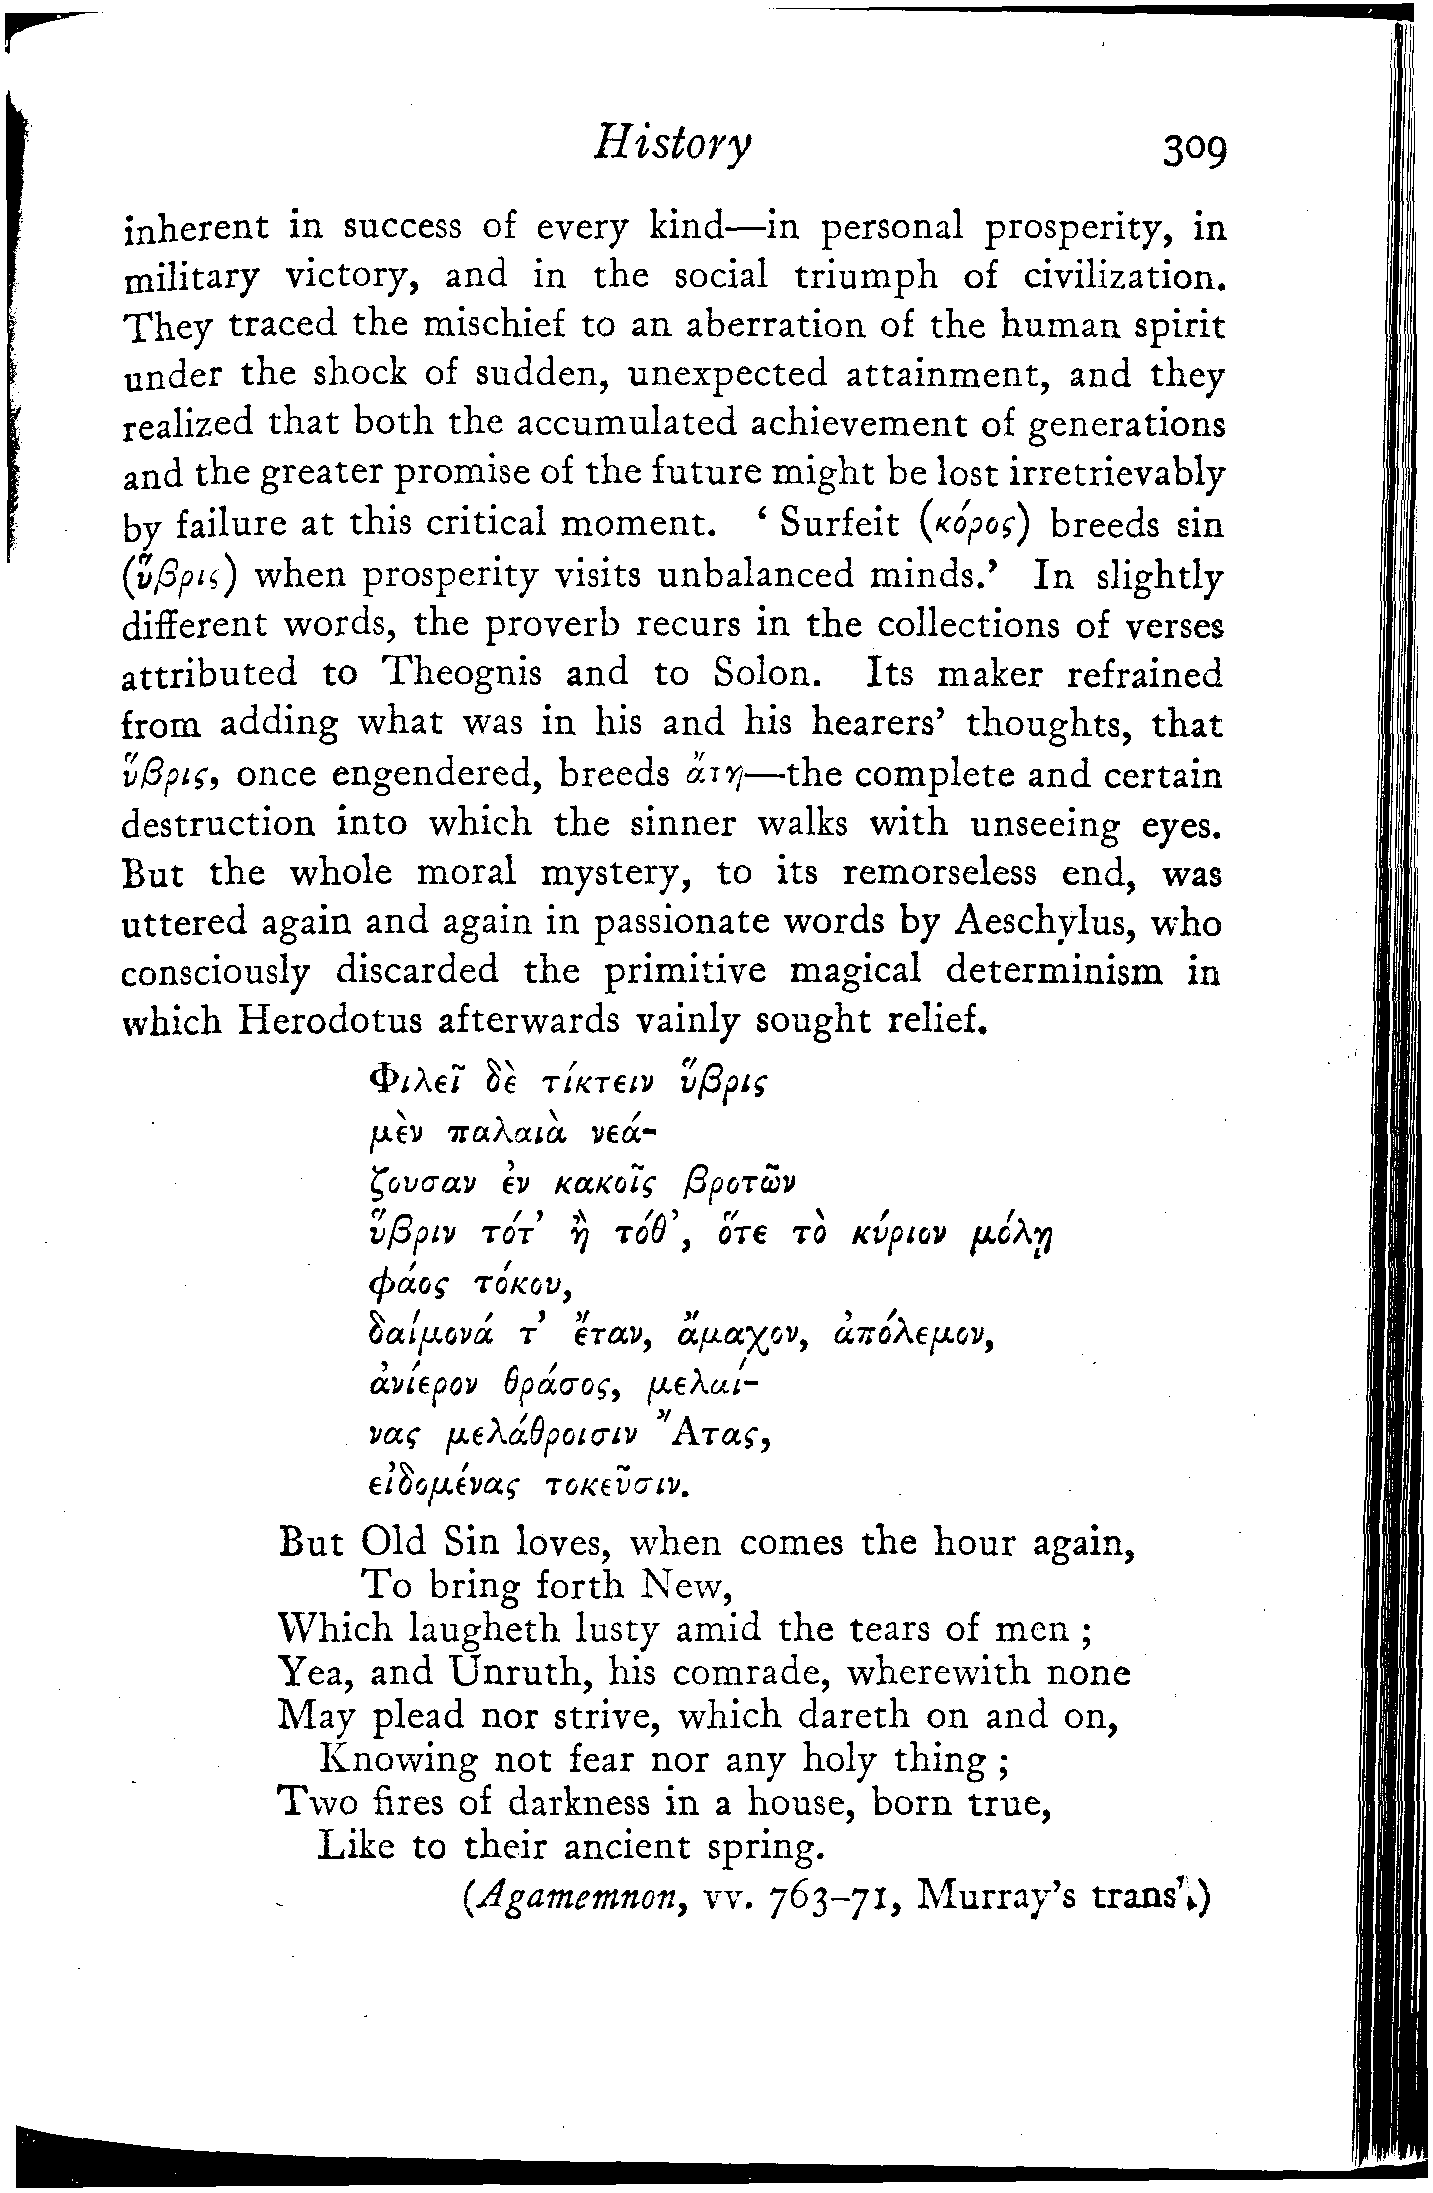 History 309
inherent in success of every kind—in personal prosperity, in
military victory, and in the social triumph of civilization.
They traced the mischief to an aberration of the human spirit
under the shock of sudden, unexpected attainment, and they
realized that both the accumulated achievement of generations
and the greater promise of the future might be lost irretrievably
by failure at this critical moment. ‘ Surfeit (κόρος) breeds sin
(ὕβρις) when prosperity visits unbalanced minds.’ In slightly
different words, the proverb recurs in the collections of verses
attributed to Theognis and to Solon. Its maker refrained
from adding what was in his and his hearers’ thoughts, that
ὕβρις, once engendered, breeds ἄτη—the complete and certain
destruction into which the sinner walks with unseeing eyes.
But the whole moral mystery, to its remorseless end, was
uttered again and again in passionate words by Aeschylus, who
consciously discarded the primitive magical determinism in
which Herodotus afterwards vainly sought relief.
Φιλεῖ δὲ τίκτειν ὕβρις
μὲν παλαιὰ νεά-
ζουσαν ἐν κακοῖς βροτῶν
ὕβριν τότ’ ἢ τόθ’, ὅτε τὸ κύριον μόλῃ
φάος τόκου,
δαίμονά τ’ ἔταν, ἄμαχον, ἀπόλεμον,
ἀνίερον θράσος, μελαί-
νας μελάθροισιν Ἄτας,
εἰδομένας τοκεῦσιν.
But Old Sin loves, when comes the hour again,
To bring forth New,
Which laugheth lusty amid the tears of men ;
Yea, and Unruth, his comrade, wherewith none
May plead nor strive, which dareth on and on,
Knowing not fear nor any holy thing ;
Two fires of darkness in a house, born true,
Like to their ancient spring.
(Agamemnon, vv. 763–71, Murray’s trans’.)